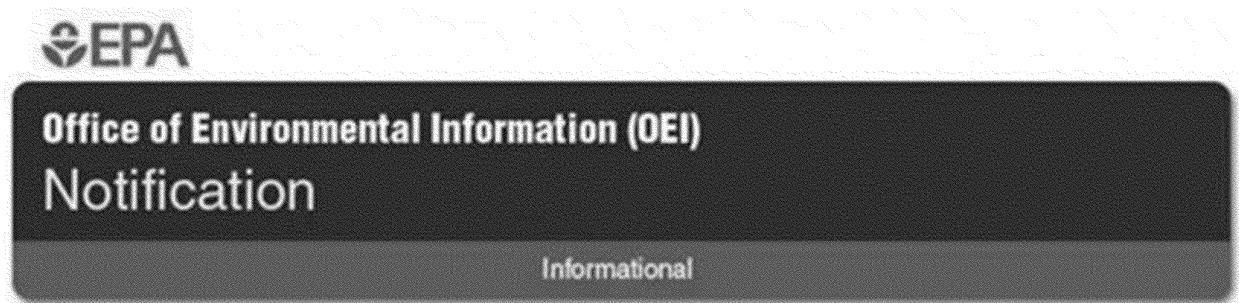 EPA
Office of Environmental Information (OEI)
Notification
Informational